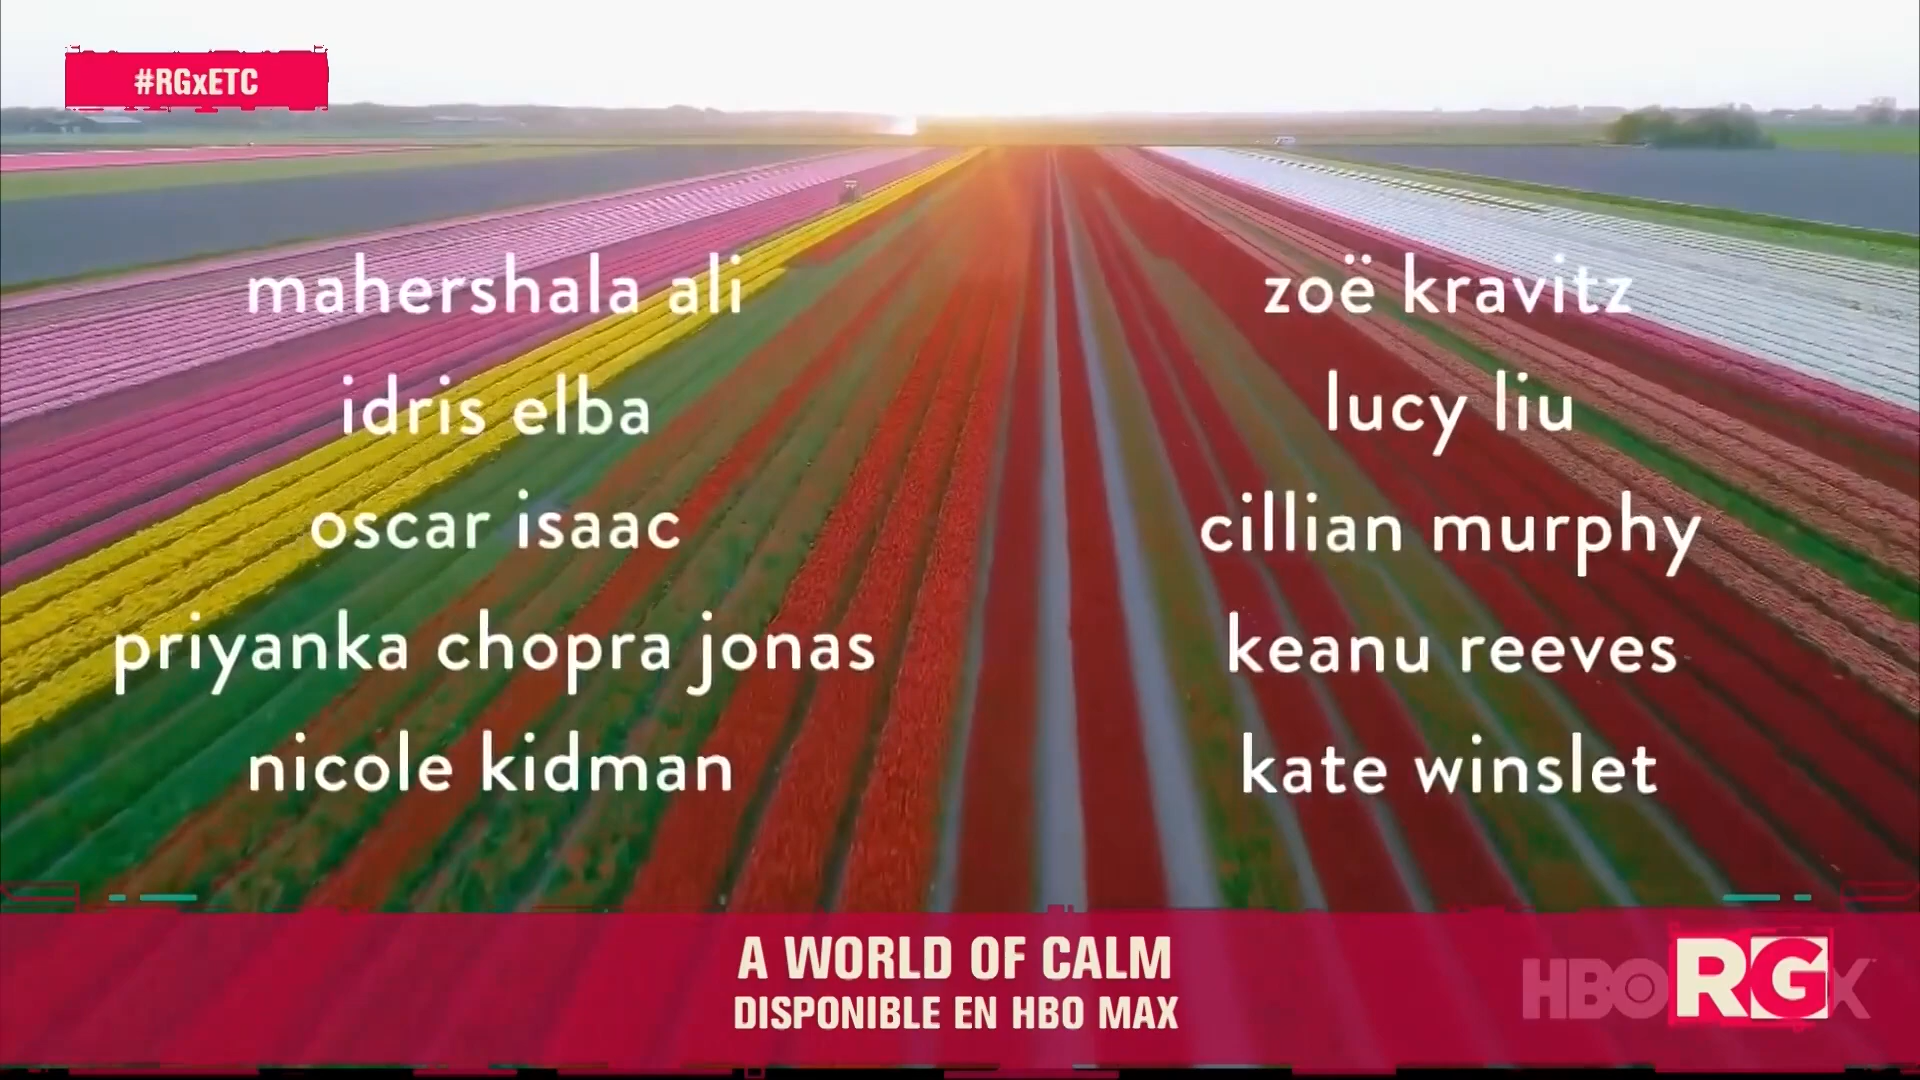 #RGxETC
mahershala ali
idris elba
oscar isaac
priyanka chopra jonas
nicole kidman
zoë kravitz
lucy liu
cillian murphy
keanu reeves
kate winslet
A WORLD OF CALM
DISPONIBLE EN HBO MAX
HBO
RG
X